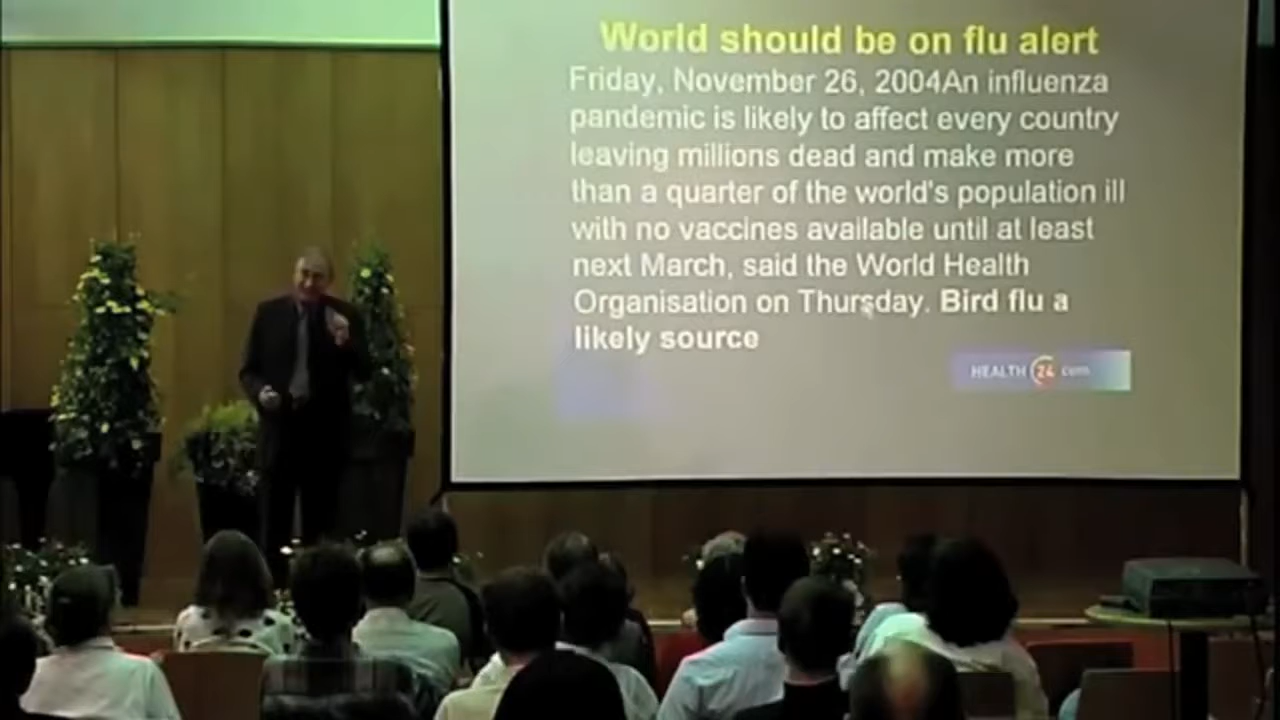 World should be on flu alert
Friday, November 26, 2004An influenza
pandemic is likely to affect every country
leaving millions dead and make more
than a quarter of the world's population ill
with no vaccines available until at least
next March, said the World Health
Organisation on Thursday. Bird flu a
likely source
HEALTH 24 .com